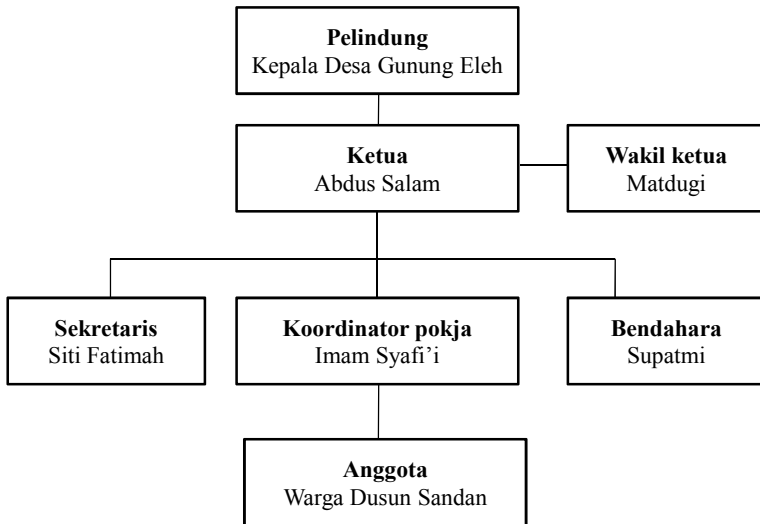 Pelindung
Kepala Desa Gunung Eleh
Ketua
Abdus Salam
Wakil ketua
Matdugi
Sekretaris
Siti Fatimah
Koordinator pokja
Imam Syafi’i
Bendahara
Supatmi
Anggota
Warga Dusun Sandan